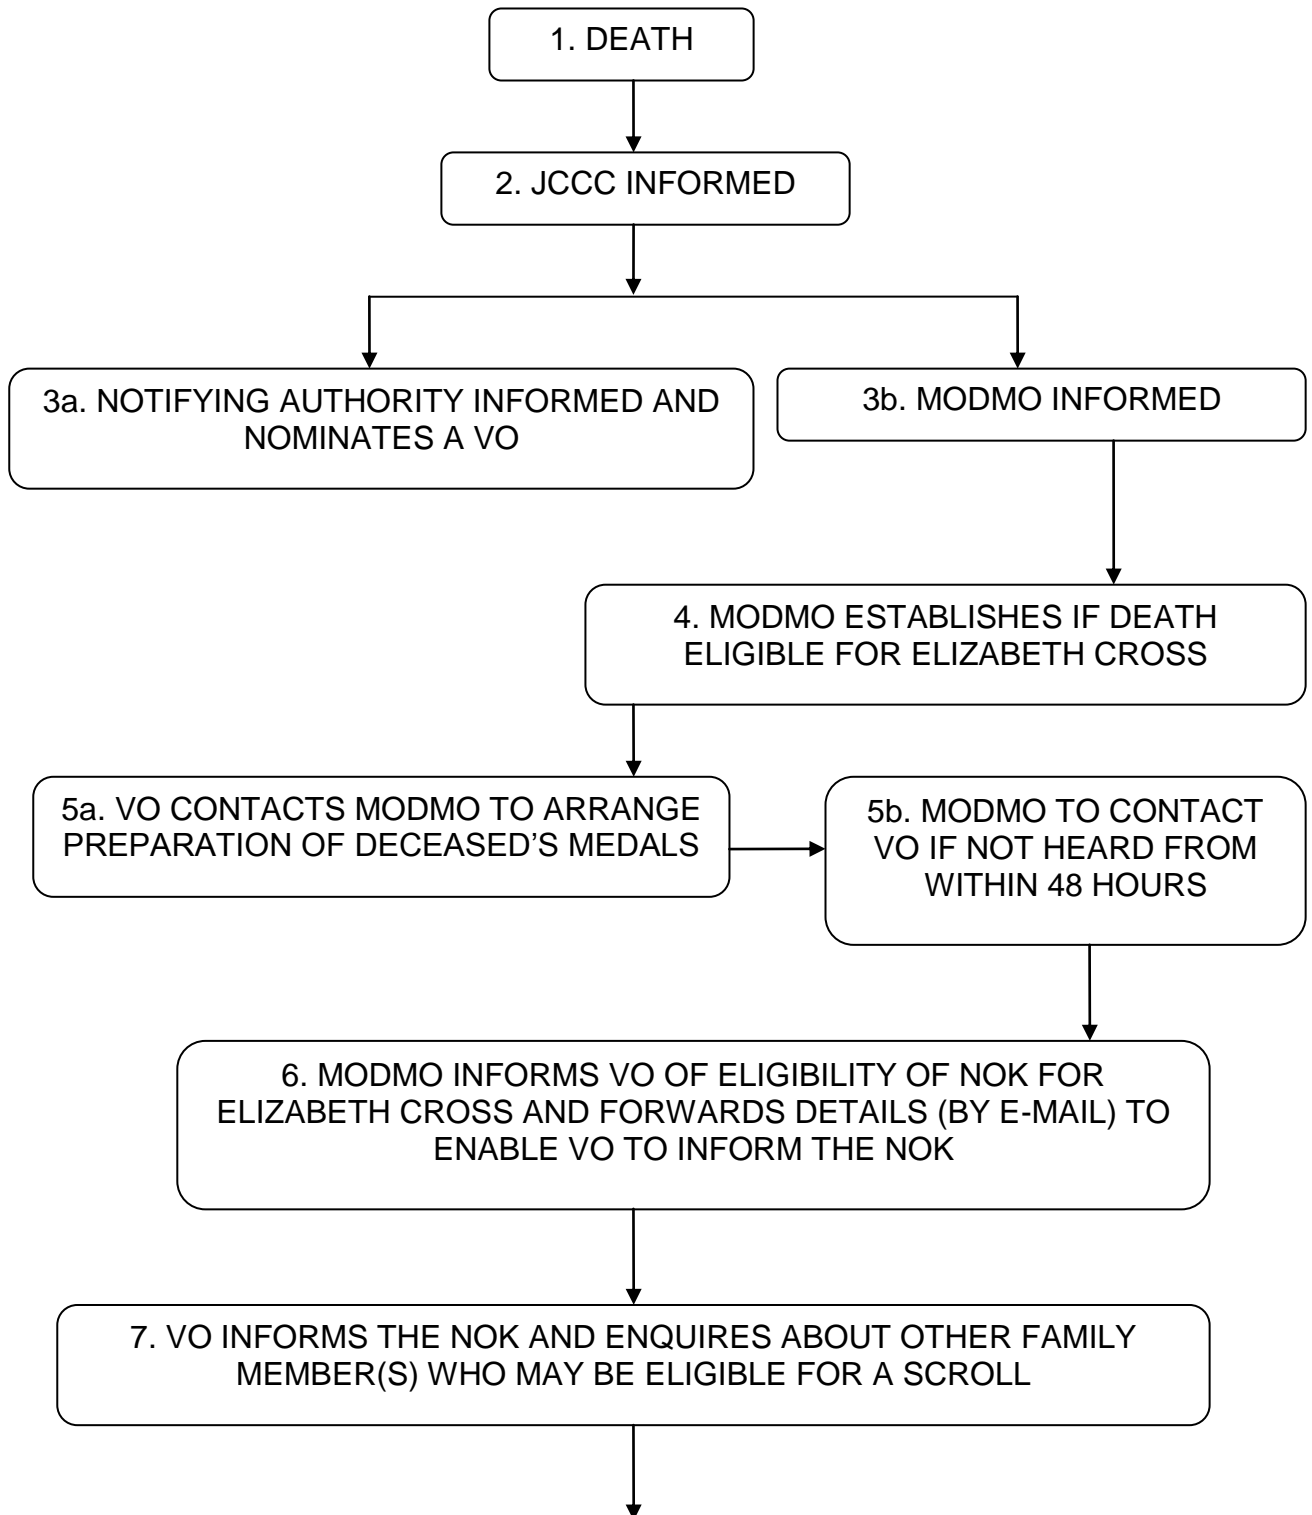 1. DEATH
2. JCCC INFORMED
3a. NOTIFYING AUTHORITY INFORMED AND
NOMINATES A VO
3b. MODMO INFORMED
4. MODMO ESTABLISHES IF DEATH
ELIGIBLE FOR ELIZABETH CROSS
5a. VO CONTACTS MODMO TO ARRANGE
PREPARATION OF DECEASED’S MEDALS
5b. MODMO TO CONTACT
VO IF NOT HEARD FROM
WITHIN 48 HOURS
6. MODMO INFORMS VO OF ELIGIBILITY OF NOK FOR
ELIZABETH CROSS AND FORWARDS DETAILS (BY E-MAIL) TO
ENABLE VO TO INFORM THE NOK
7. VO INFORMS THE NOK AND ENQUIRES ABOUT OTHER FAMILY
MEMBER(S) WHO MAY BE ELIGIBLE FOR A SCROLL